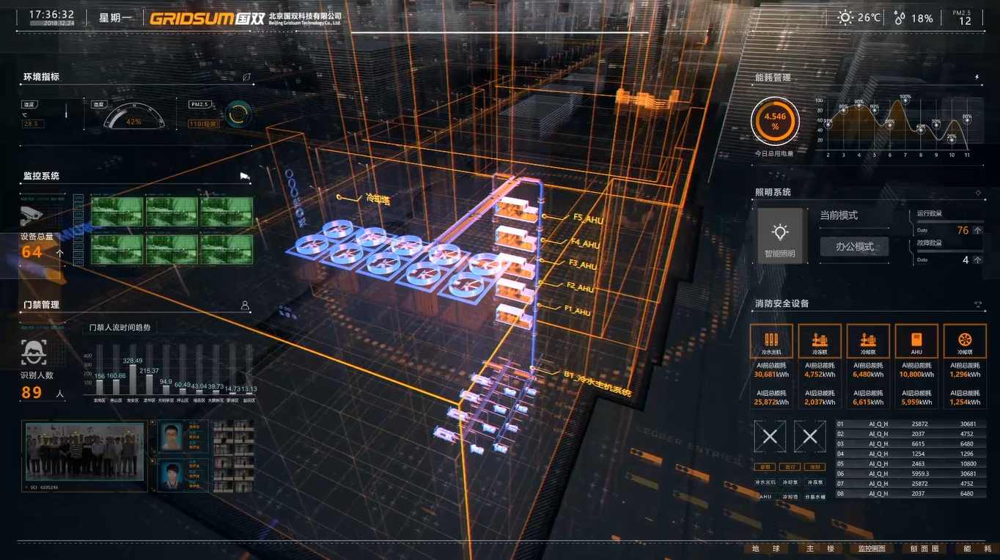 17:36:32
2018.12.24
星期一
GRIDSUM国双
北京国双科技有限公司
Beijing Gridsum Technology Co., Ltd.
26℃
18%
PM2.5
12
环境指标
温度
℃
28.5
湿度
42%
PM2.5
110(轻度)
监控系统
设备总量
64 个
门禁管理
门禁人流时间趋势
识别人数
89 人
400
300
200
100
156 160.66 328.49 215.37 94.9 60.49 43.04 39.73 14.73 13.13
龙岗区 南山区 宝安区 龙华区 光明新区 坪山区 福田区 大鹏新区 罗湖区 盐田区
SCI 4305246
冷却塔
F5_AHU
F4_AHU
F3_AHU
F2_AHU
F1_AHU
B1_冷水主机系统
LEDGER ENTRIES
能耗管理
4.546
%
今日总用电量
100
80
60
40
20
51% 80% 90% 80% 50% 100% 40% 50% 20% 60%
2 3 4 5 6 7 8 9 10 11
照明系统
智能照明
当前模式
办公模式
运行数量
Date 76 个
故障数量
Date 4 个
消防安全设备
冷水主机 冷冻泵 冷却泵 AHU 冷却塔
AI前总能耗 AI前总能耗 AI前总能耗 AI前总能耗 AI前总能耗
30,681kWh 4,752kWh 6,480kWh 10,800kWh 1,296kWh
AI后总能耗 AI后总能耗 AI后总能耗 AI后总能耗 AI后总能耗
25,872kWh 2,037kWh 6,615kWh 5,959kWh 1,254kWh
01 AI_Q_H 25872 30681
02 AI_Q_H 2037 4752
03 AI_Q_H 6615 6480
04 AI_Q_H 1254 1296
05 AI_Q_H 2463 10800
06 AI_Q_H 5959.3 30681
07 AI_Q_H 25872 4752
08 AI_Q_H 2037 6480
冷水主机 冷却泵 冷冻泵
AHU 冷却塔 分集水器
地球 主楼 监控画面 剖面图 能耗